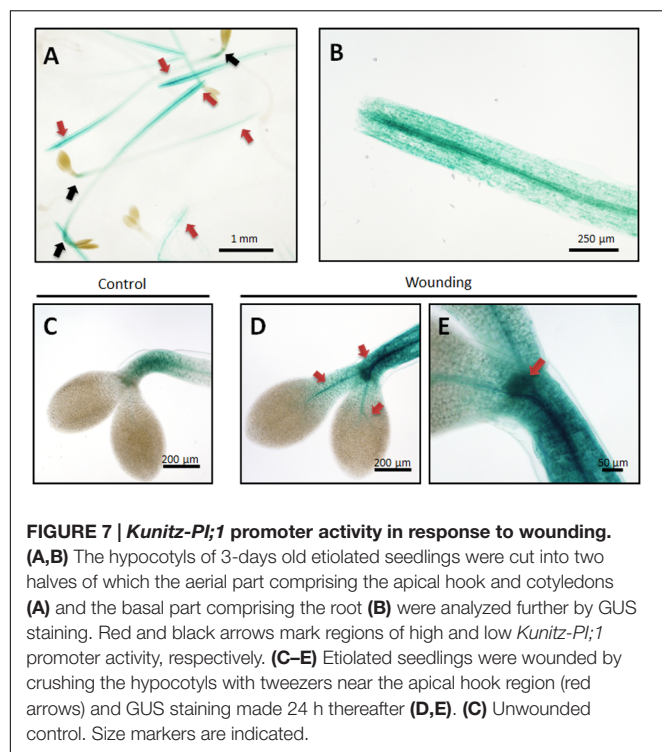 A
B
1 mm
250 µm
Control
Wounding
C
D
E
200 µm
200 µm
50 µm
FIGURE 7 | Kunitz-PI;1 promoter activity in response to wounding.
(A,B) The hypocotyls of 3-days old etiolated seedlings were cut into two
halves of which the aerial part comprising the apical hook and cotyledons
(A) and the basal part comprising the root (B) were analyzed further by GUS
staining. Red and black arrows mark regions of high and low Kunitz-PI;1
promoter activity, respectively. (C–E) Etiolated seedlings were wounded by
crushing the hypocotyls with tweezers near the apical hook region (red
arrows) and GUS staining made 24 h thereafter (D,E). (C) Unwounded
control. Size markers are indicated.